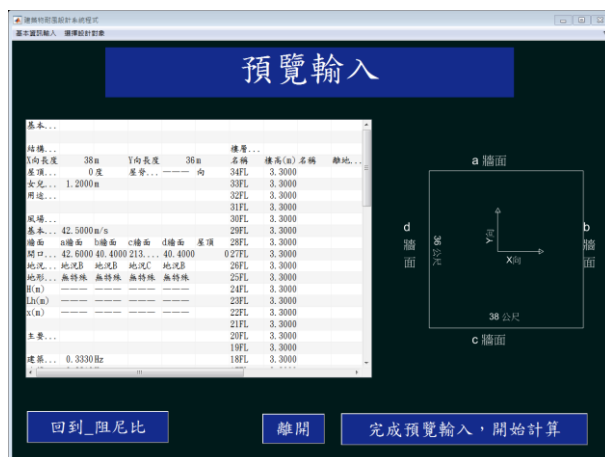 建築物耐風設計系統程式
基本資訊輸入 選擇設計對象
預覽輸入
基本...
結構... 樓層...
X向長度 38m Y向長度 36m 名稱 樓高(m) 名稱 離地...
屋頂... 0度 屋脊... ——— 向 34FL 3.3000
女兒... 1.2000m 33FL 3.3000
用途... 32FL 3.3000
31FL 3.3000
風場... 30FL 3.3000
基本... 42.5000m/s 29FL 3.3000
牆面 a牆面 b牆面 c牆面 d牆面 屋頂 28FL 3.3000
開口... 42.6000 40.4000 213.... 40.4000 0 27FL 3.3000
地況... 地況B 地況B 地況C 地況B 26FL 3.3000
地形... 無特殊 無特殊 無特殊 無特殊 25FL 3.3000
H(m) ——— ——— ——— ——— 24FL 3.3000
Lh(m) ——— ——— ——— ——— 23FL 3.3000
x(m) ——— ——— ——— ——— 22FL 3.3000
21FL 3.3000
主要... 20FL 3.3000
19FL 3.3000
建築... 0.3330Hz 18FL 3.3000
a 牆面
d 牆面
b 牆面
36 公尺
Y向
X向
38 公尺
c 牆面
回到_阻尼比
離開
完成預覽輸入，開始計算